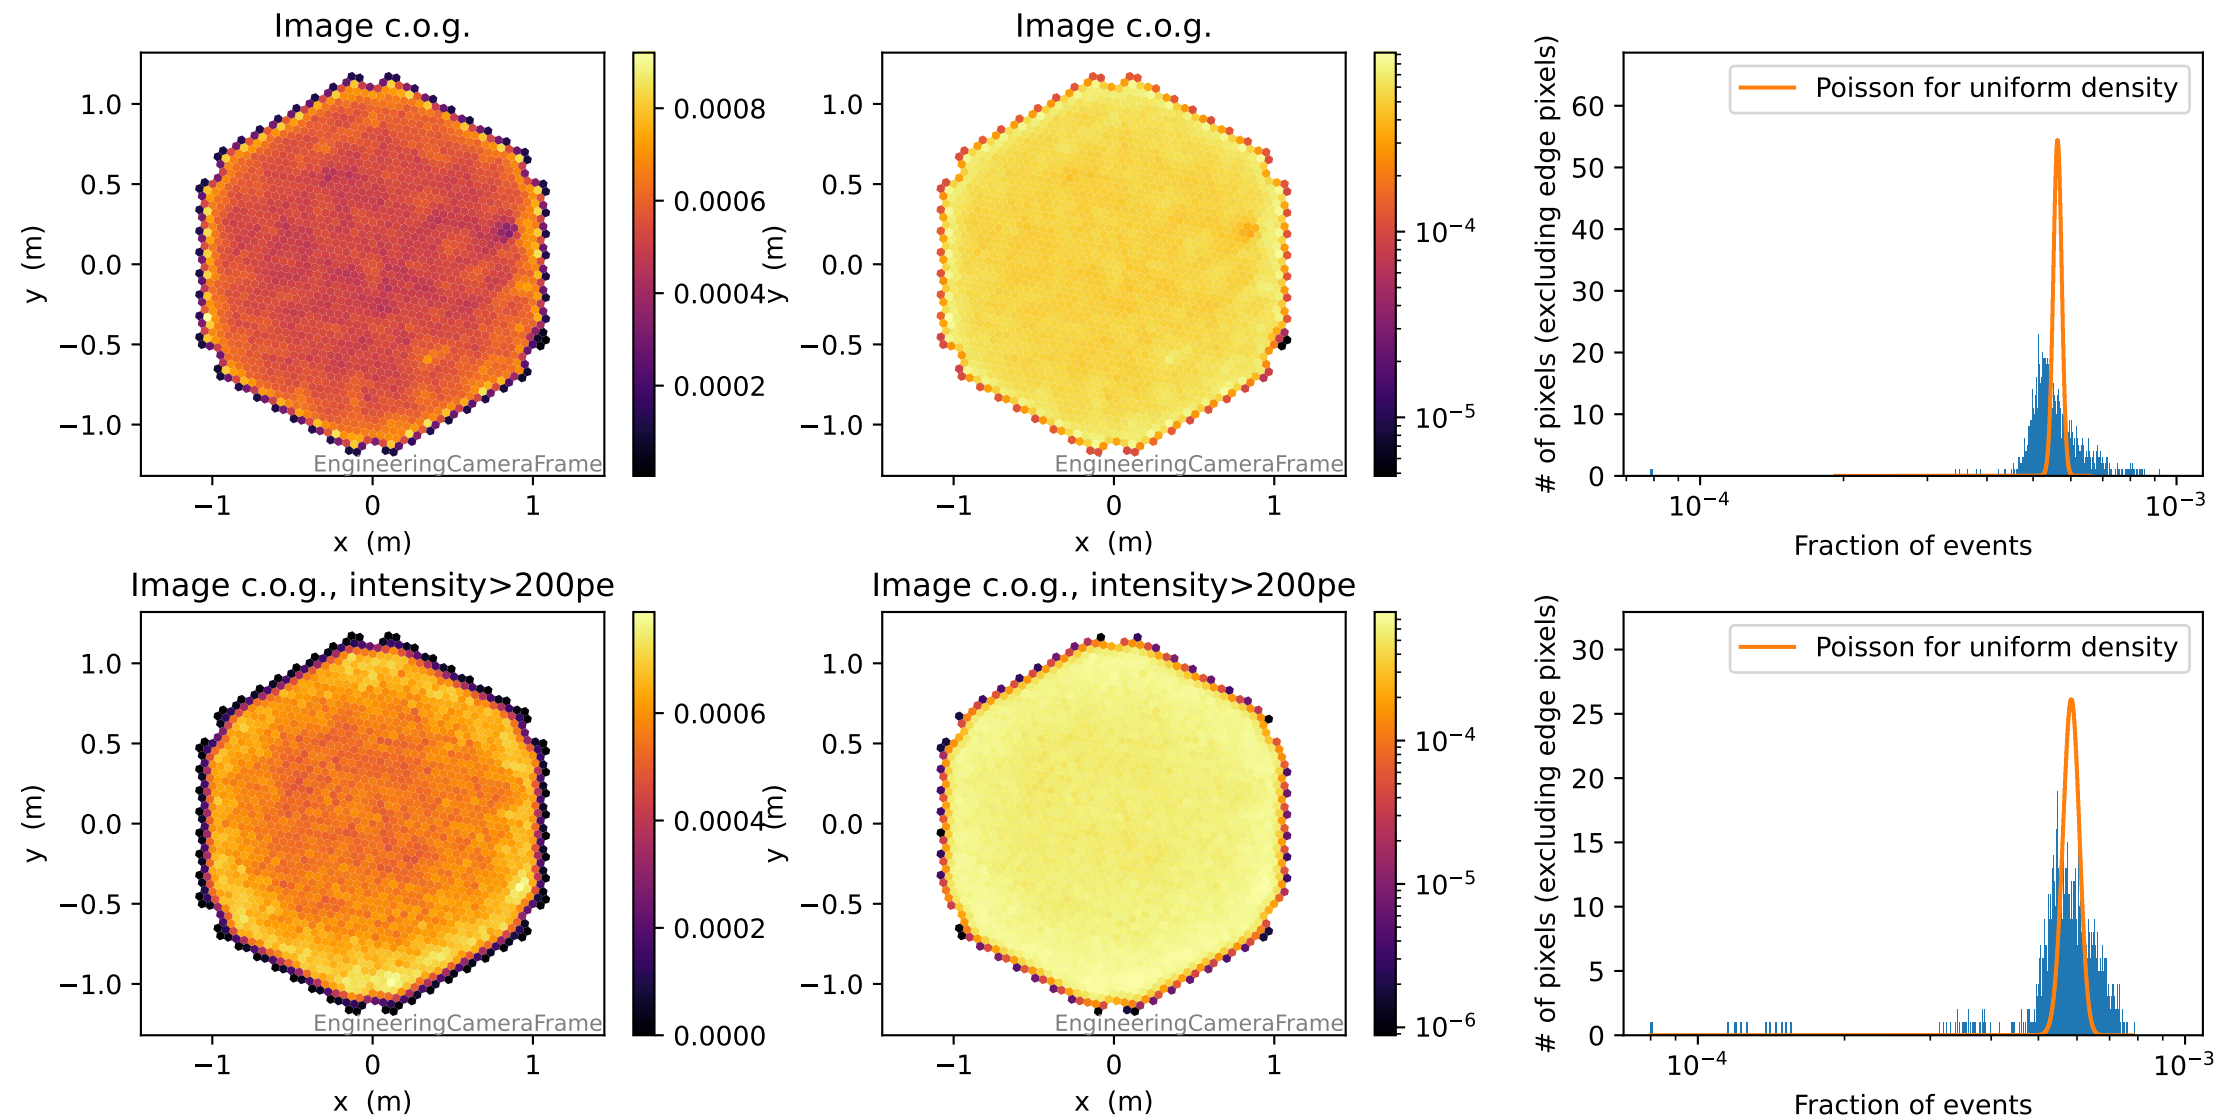 Image c.o.g.
1.0
0.5
0.0
−0.5
−1.0
y (m)
−1
0
1
x (m)
EngineeringCameraFrame
0.0008
0.0006
0.0004
0.0002
Image c.o.g.
1.0
0.5
0.0
−0.5
−1.0
y (m)
−1
0
1
x (m)
EngineeringCameraFrame
10−4
10−5
# of pixels (excluding edge pixels)
60
50
40
30
20
10
0
Poisson for uniform density
10−4
10−3
Fraction of events
Image c.o.g., intensity>200pe
1.0
0.5
0.0
−0.5
−1.0
y (m)
−1
0
1
x (m)
EngineeringCameraFrame
0.0006
0.0004
0.0002
0.0000
Image c.o.g., intensity>200pe
1.0
0.5
0.0
−0.5
−1.0
y (m)
−1
0
1
x (m)
EngineeringCameraFrame
10−4
10−5
10−6
# of pixels (excluding edge pixels)
30
25
20
15
10
5
0
Poisson for uniform density
10−4
10−3
Fraction of events